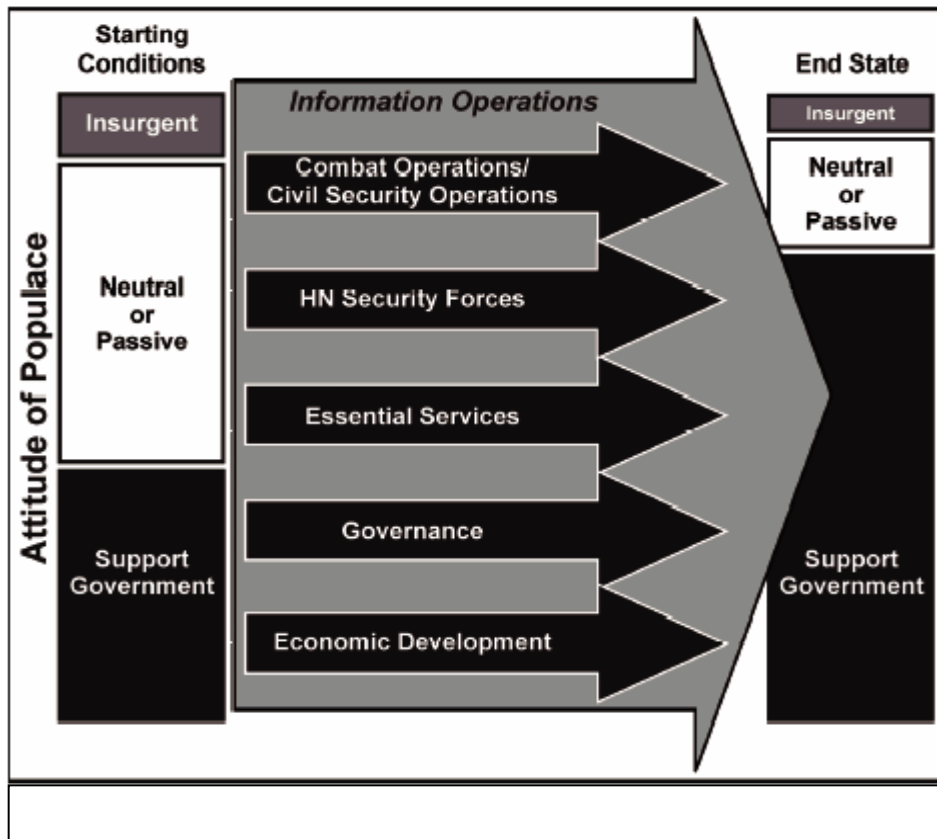 Attitude of Populace
Starting
Conditions
Insurgent
Neutral
or
Passive
Support
Government
Information Operations
Combat Operations/
Civil Security Operations
HN Security Forces
Essential Services
Governance
Economic Development
End State
Insurgent
Neutral
or
Passive
Support
Government